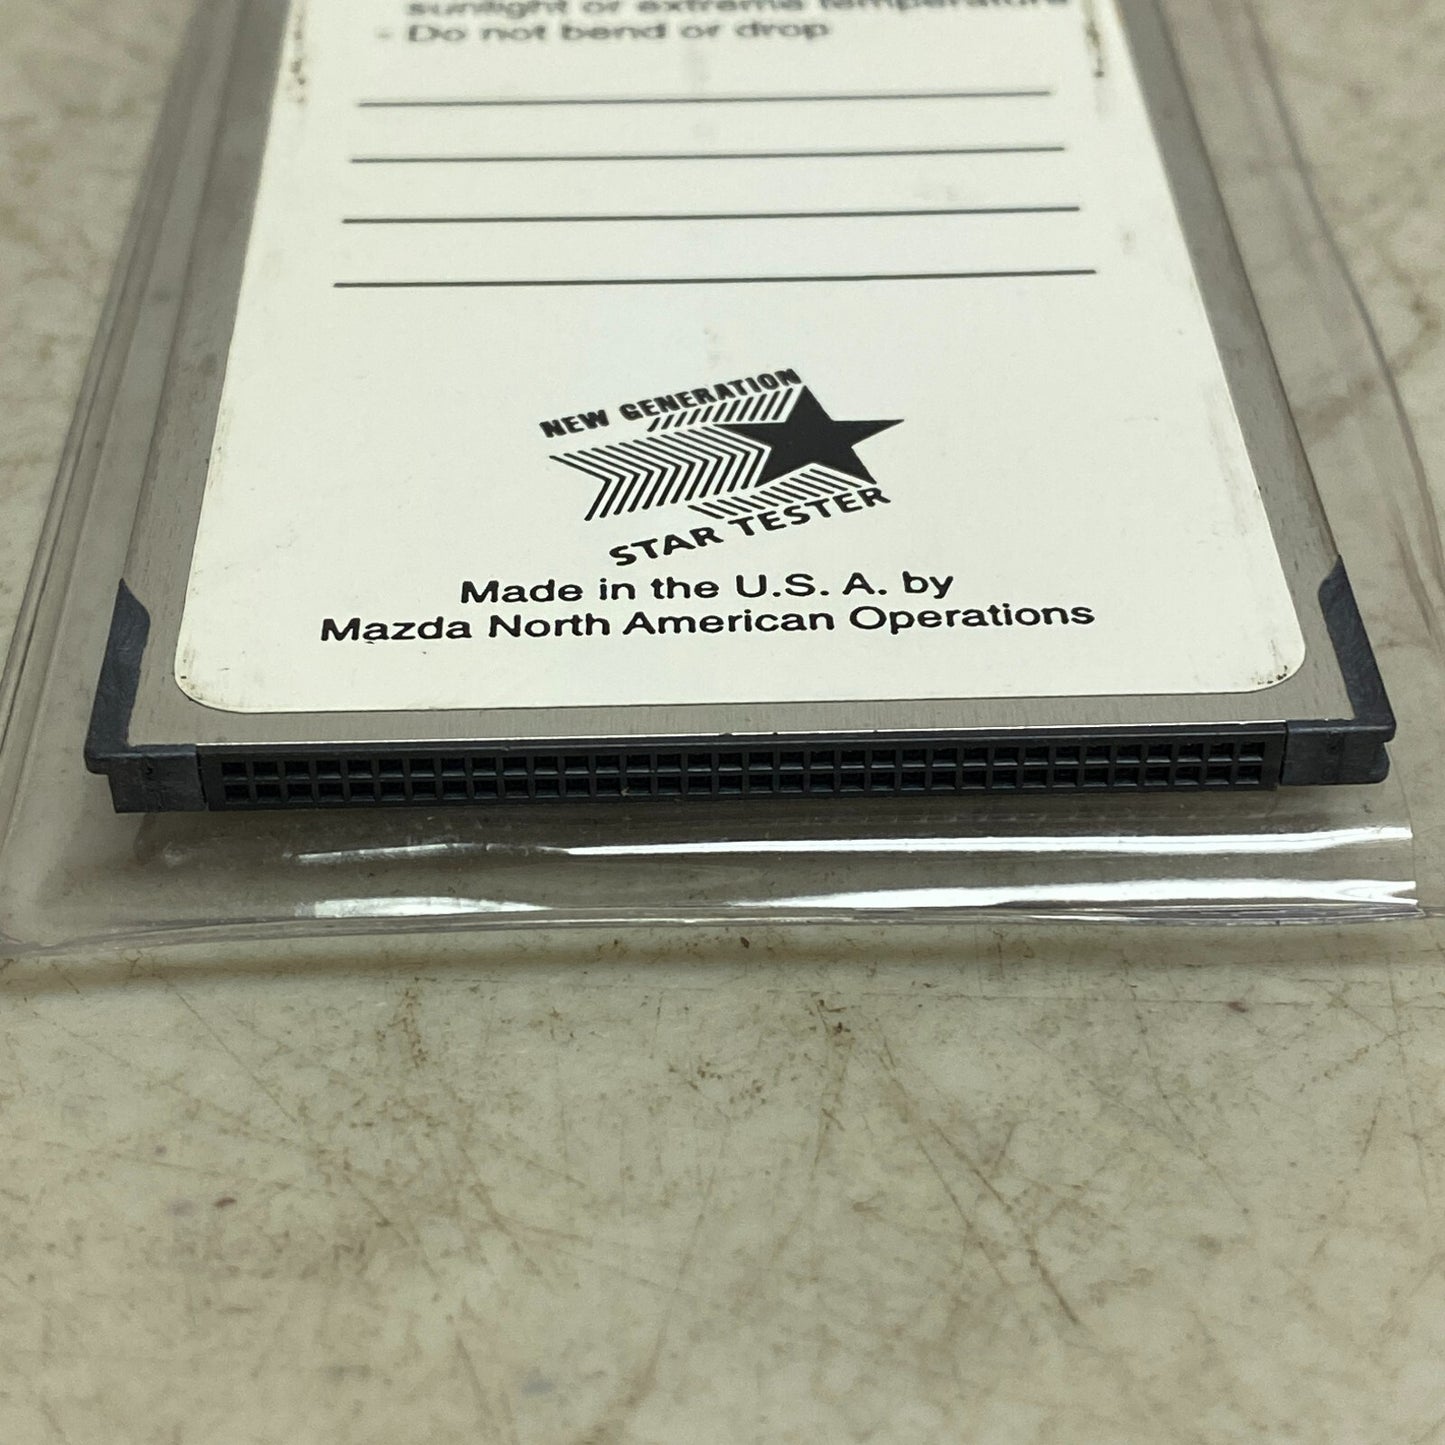 sunlight or extreme temperature
- Do not bend or drop
NEW GENERATION
STAR TESTER
Made in the U.S. A. by
Mazda North American Operations